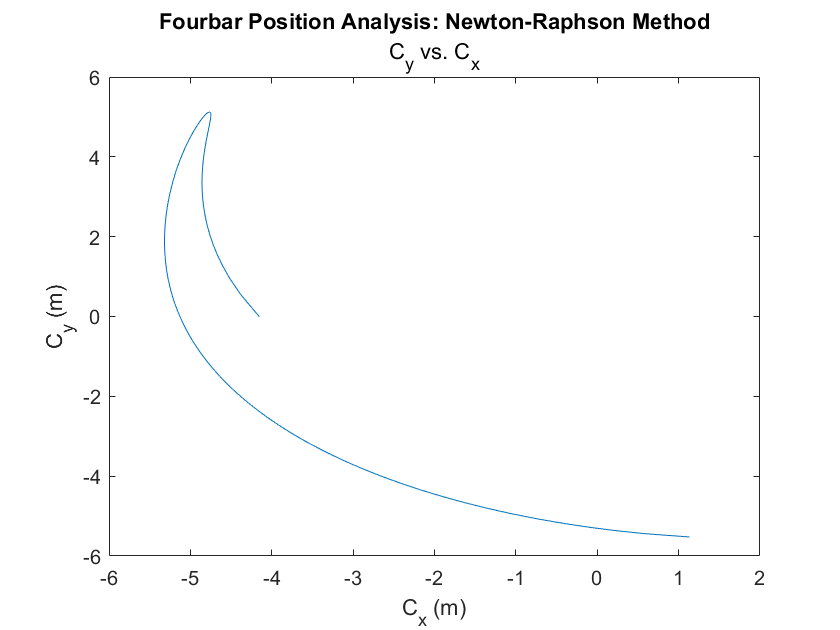 Fourbar Position Analysis: Newton-Raphson Method
C_y vs. C_x
6
4
2
0
-2
-4
-6
C_y (m)
-6 -5 -4 -3 -2 -1 0 1 2
C_x (m)